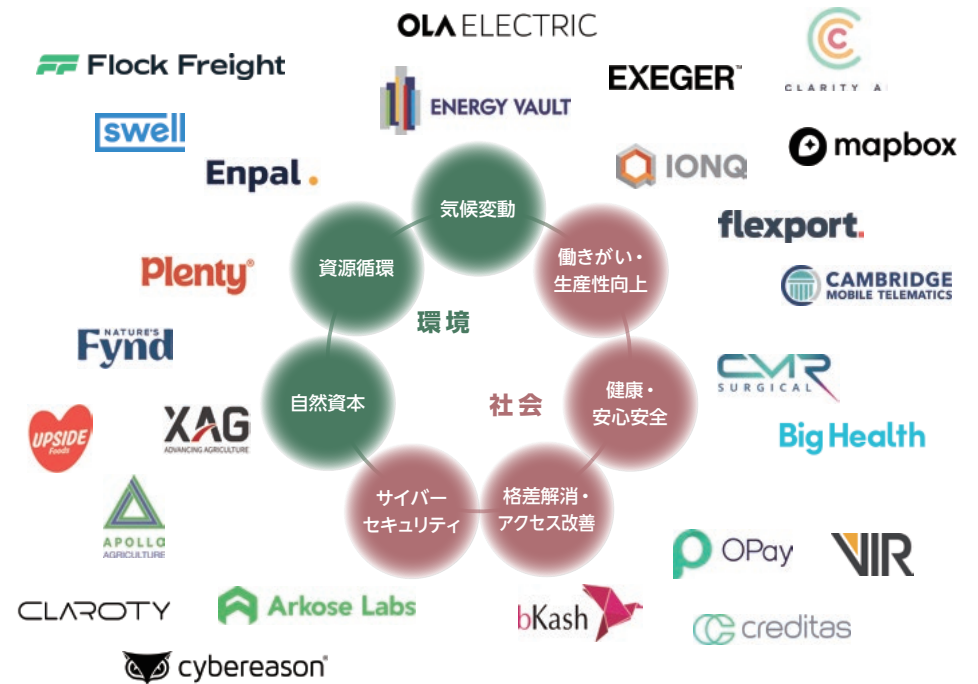 OLA ELECTRIC
Flock Freight
EXEGER™
CLARITY A
ENERGY VAULT
swell
mapbox
Enpal.
IONQ
気候変動
flexport.
資源循環
働きがい・
生産性向上
Plenty®
CAMBRIDGE
MOBILE TELEMATICS
環境
NATURE'S
Fynd
CMR
SURGICAL
自然資本
社会
健康・
安心安全
UPSIDE
Foods
XAG
ADVANCING AGRICULTURE
Big Health
サイバー
セキュリティ
格差解消・
アクセス改善
APOLLO
AGRICULTURE
OPay
VIR
CLAROTY
Arkose Labs
bKash
creditas
cybereason®